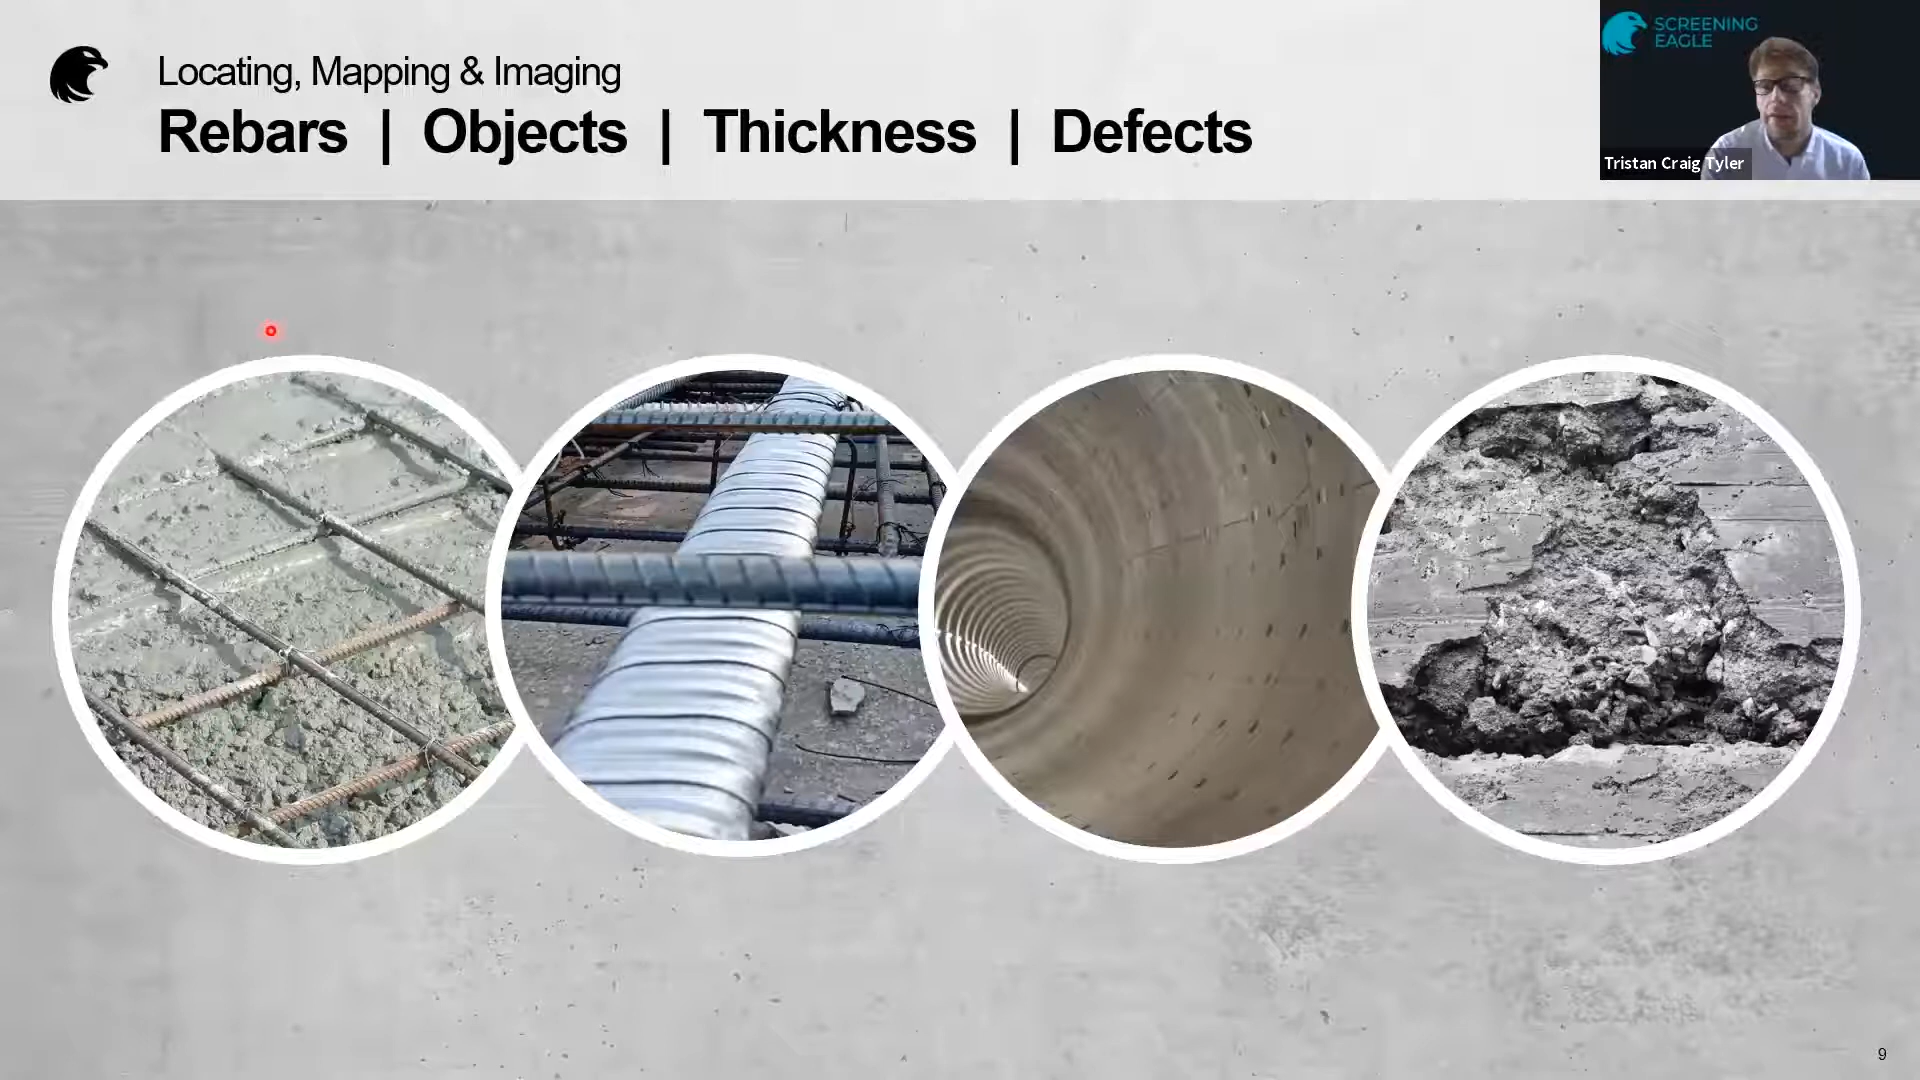 Locating, Mapping & Imaging
Rebars | Objects | Thickness | Defects
SCREENING
EAGLE
Tristan Craig Tyler
9